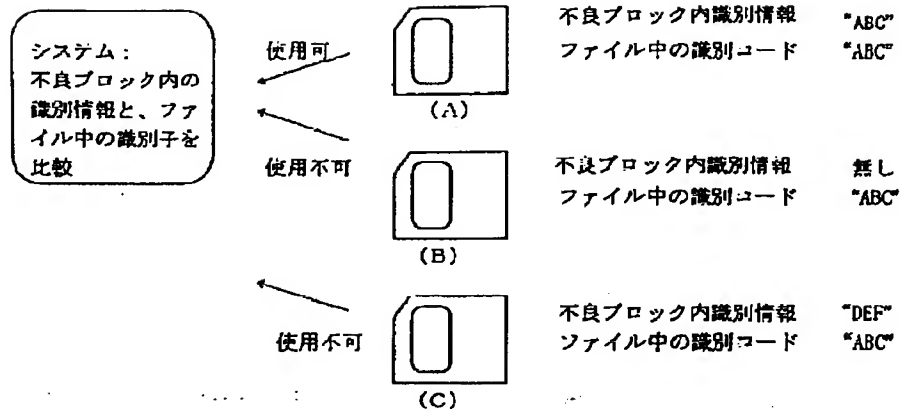 システム：
不良ブロック内の
識別情報と、ファ
イル中の識別子を
比較
使用可
不良ブロック内識別情報 "ABC"
ファイル中の識別コード "ABC"
(A)
使用不可
不良ブロック内識別情報 無し
ファイル中の識別コード "ABC"
(B)
使用不可
不良ブロック内識別情報 "DEF"
ファイル中の識別コード "ABC"
(C)